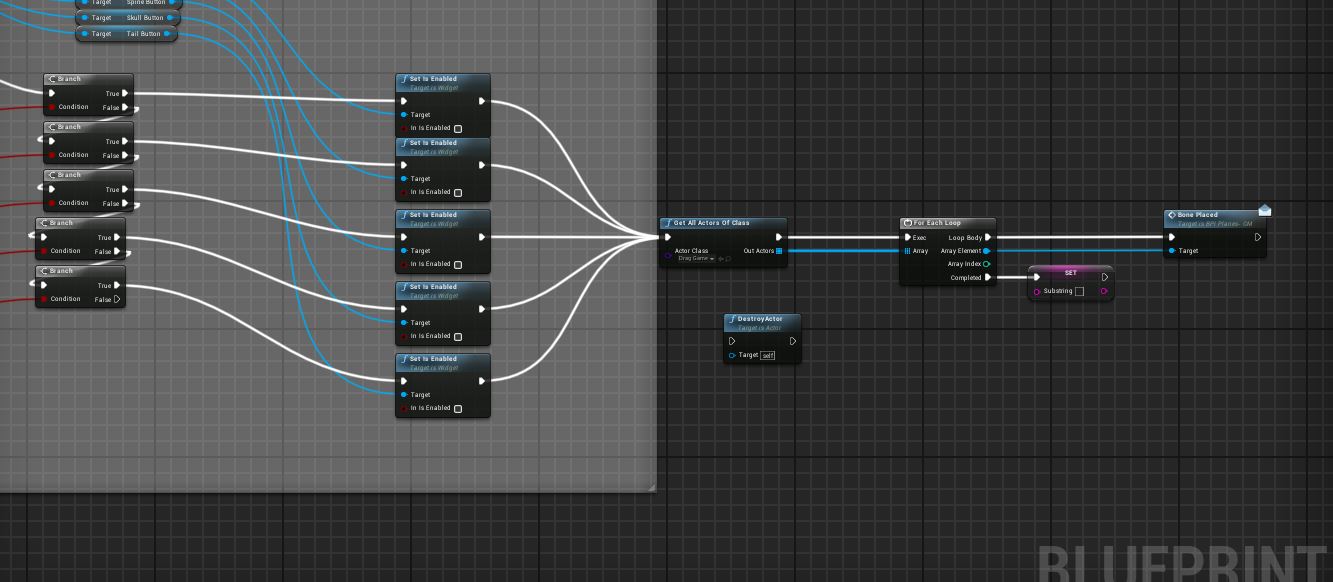 Target Spine Button
Target Skull Button
Target Tail Button
Branch
True
Condition False
Branch
True
Condition False
Branch
True
Condition False
Branch
True
Condition False
Branch
True
Condition False
Set Is Enabled
Target is Widget
Target
In Is Enabled
Set Is Enabled
Target is Widget
Target
In Is Enabled
Set Is Enabled
Target is Widget
Target
In Is Enabled
Set Is Enabled
Target is Widget
Target
In Is Enabled
Set Is Enabled
Target is Widget
Target
In Is Enabled
Get All Actors Of Class
Actor Class Out Actors
Drag Game
DestroyActor
Target is Actor
Target self
For Each Loop
Exec Loop Body
Array Array Element
Array Index
Completed
SET
Substring
Bone Placed
Target is BPI Planes- GM
Target
BLUEPRINT